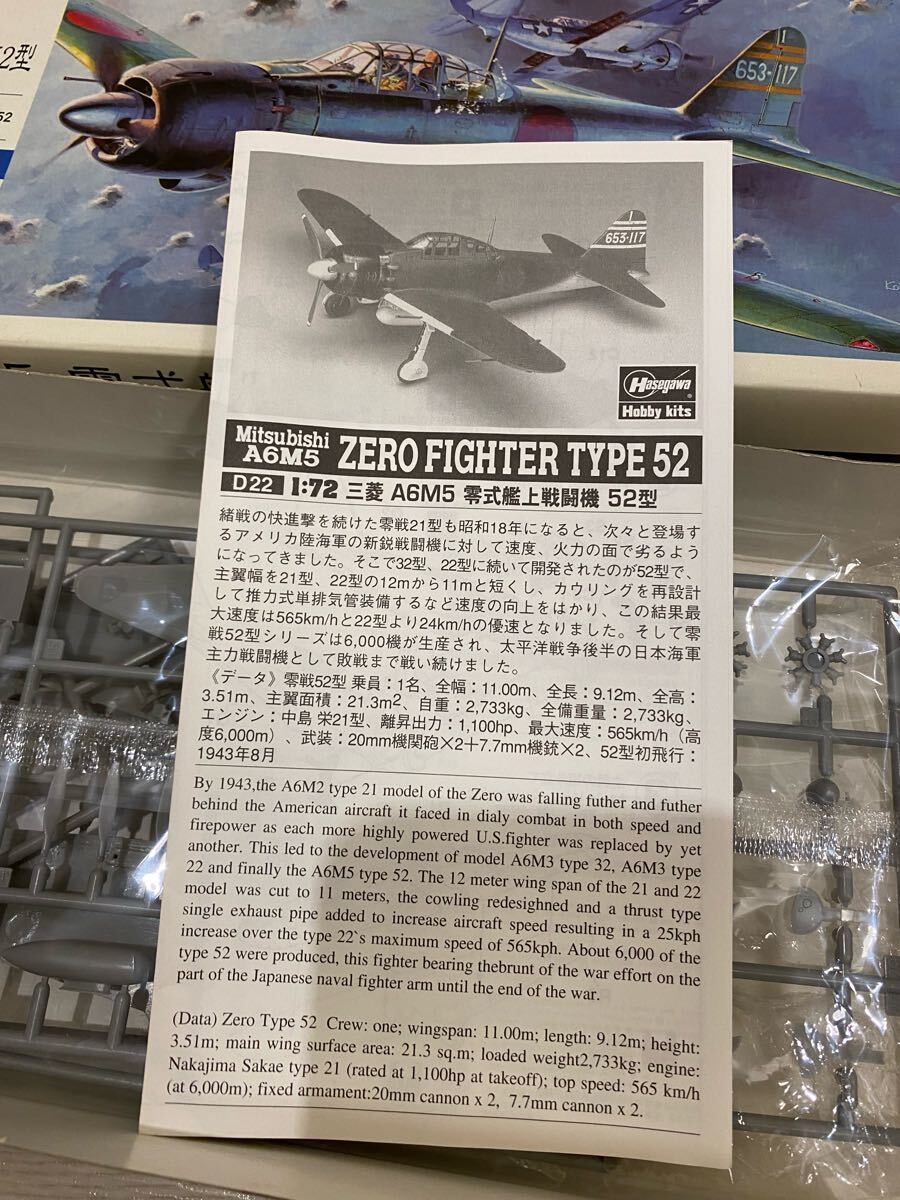 2型
52
653-117
653-117
Hasegawa
Hobby kits
Mitsubishi
A6M5 ZERO FIGHTER TYPE 52
D22 1:72 三菱 A6M5 零式艦上戦闘機 52型
緒戦の快進撃を続けた零戦21型も昭和18年になると、次々と登場す
るアメリカ陸海軍の新鋭戦闘機に対して速度、火力の面で劣るよう
になってきました。そこで32型、22型に続いて開発されたのが52型で、
主翼幅を21型、22型の12mから11mと短くし、カウリングを再設計
して推力式単排気管装備するなど速度の向上をはかり、この結果最
大速度は565km/hと22型より24km/hの優速となりました。そして零
戦52型シリーズは6,000機が生産され、太平洋戦争後半の日本海軍
主力戦闘機として敗戦まで戦い続けました。
《データ》零戦52型 乗員：1名、全幅：11.00m、全長：9.12m、全高：
3.51m、主翼面積：21.3m2、自重：2,733kg、全備重量：2,733kg、
エンジン：中島 栄21型、離昇出力：1,100hp、最大速度：565km/h（高
度6,000m）、武装：20mm機関砲×2＋7.7mm機銃×2、52型初飛行：
1943年8月
By 1943,the A6M2 type 21 model of the Zero was falling futher and futher
behind the American aircraft it faced in dialy combat in both speed and
firepower as each more highly powered U.S.fighter was replaced by yet
another. This led to the development of model A6M3 type 32, A6M3 type
22 and finally the A6M5 type 52. The 12 meter wing span of the 21 and 22
model was cut to 11 meters, the cowling redesighned and a thrust type
single exhaust pipe added to increase aircraft speed resulting in a 25kph
increase over the type 22`s maximum speed of 565kph. About 6,000 of the
type 52 were produced, this fighter bearing thebrunt of the war effort on the
part of the Japanese naval fighter arm until the end of the war.
(Data) Zero Type 52 Crew: one; wingspan: 11.00m; length: 9.12m; height:
3.51m; main wing surface area: 21.3 sq.m; loaded weight2,733kg; engine:
Nakajima Sakae type 21 (rated at 1,100hp at takeoff); top speed: 565 km/h
(at 6,000m); fixed armament:20mm cannon x 2, 7.7mm cannon x 2.